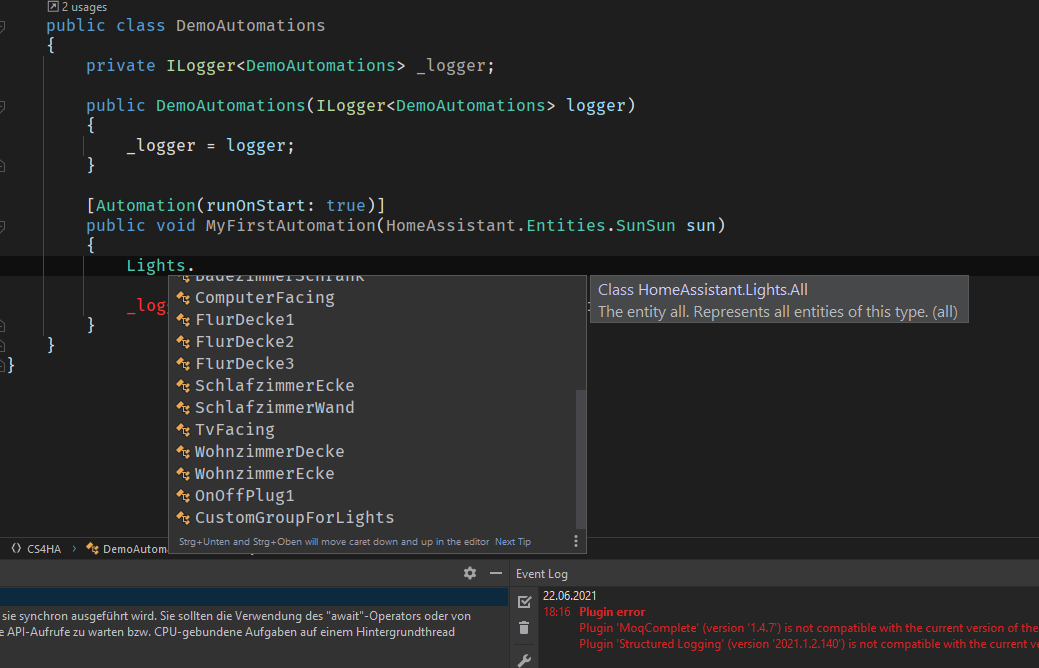 2 usages
public class DemoAutomations
{
private ILogger<DemoAutomations> _logger;
public DemoAutomations(ILogger<DemoAutomations> logger)
{
_logger = logger;
}
[Automation(runOnStart: true)]
public void MyFirstAutomation(HomeAssistant.Entities.SunSun sun)
{
Lights.
BadezimmerSchrank
ComputerFacing
Class HomeAssistant.Lights.All
The entity all. Represents all entities of this type. (all)
_log
FlurDecke1
}
FlurDecke2
}
FlurDecke3
}
SchlafzimmerEcke
SchlafzimmerWand
TvFacing
WohnzimmerDecke
WohnzimmerEcke
OnOffPlug1
CustomGroupForLights
Strg+Unten and Strg+Oben will move caret down and up in the editor Next Tip
CS4HA > DemoAutom
Event Log
22.06.2021
18:16 Plugin error
sie synchron ausgeführt wird. Sie sollten die Verwendung des "await"-Operators oder von
Plugin 'MoqComplete' (version '1.4.7') is not compatible with the current version of the
e API-Aufrufe zu warten bzw. CPU-gebundene Aufgaben auf einem Hintergrundthread
Plugin 'Structured Logging' (version '2021.1.2.140') is not compatible with the current ve